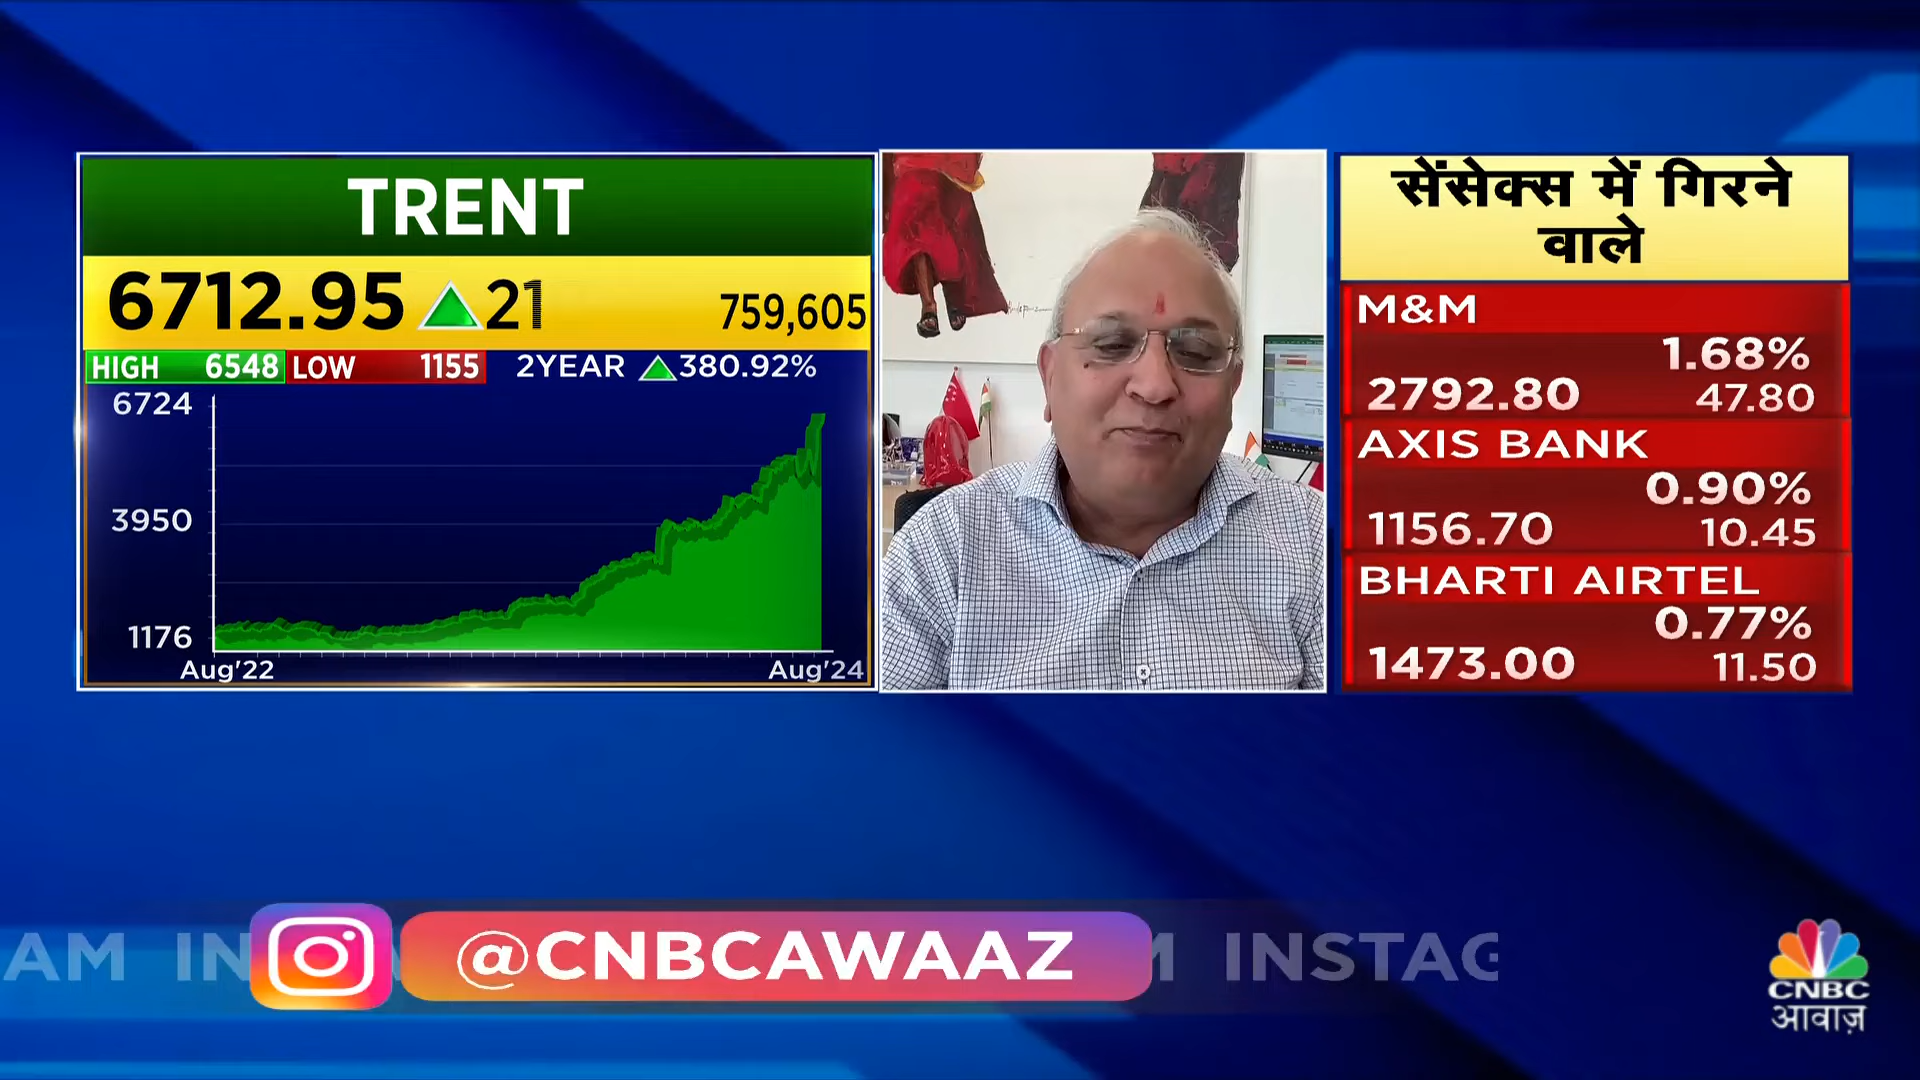 TRENT
6712.95 21 759,605
HIGH 6548 LOW 1155 2YEAR 380.92%
6724
3950
1176
Aug'22 Aug'24
सेंसेक्स में गिरने
वाले
M&M
1.68%
2792.80 47.80
AXIS BANK
0.90%
1156.70 10.45
BHARTI AIRTEL
0.77%
1473.00 11.50
AM IN @CNBCAWAAZ M INSTAG
CNBC
आवाज़